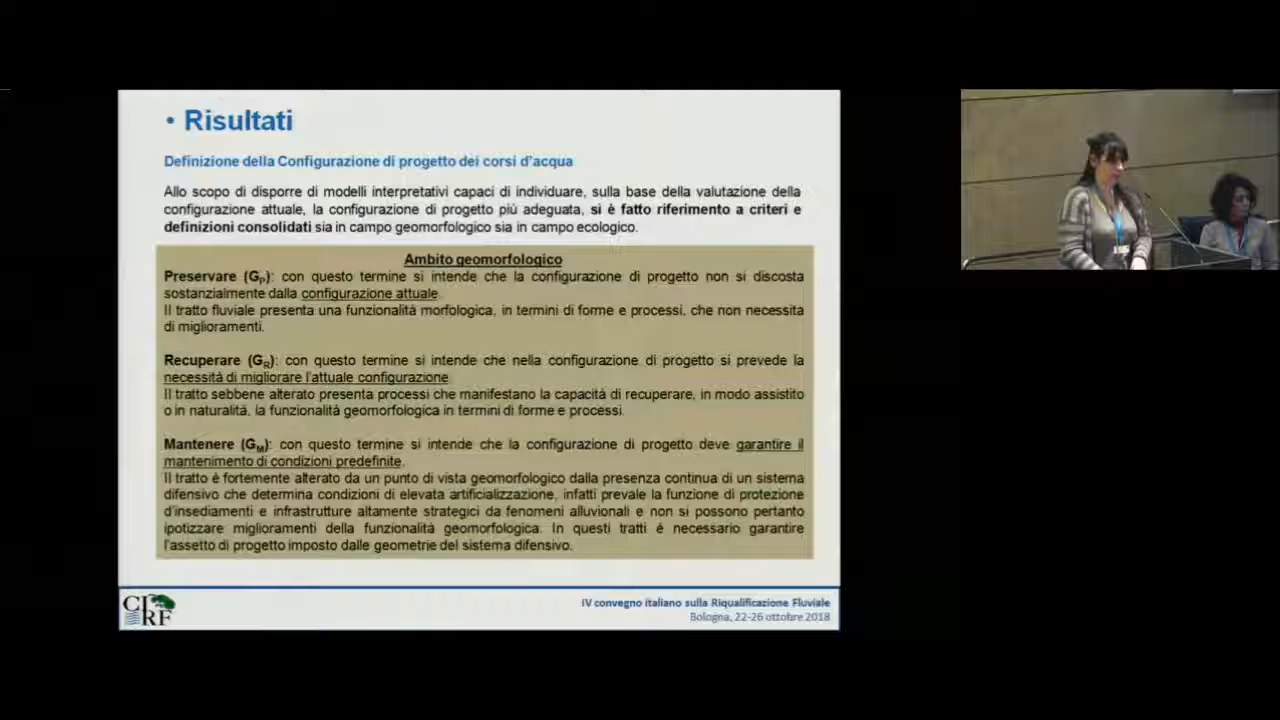 • Risultati
Definizione della Configurazione di progetto dei corsi d'acqua
Allo scopo di disporre di modelli interpretativi capaci di individuare, sulla base della valutazione della
configurazione attuale, la configurazione di progetto più adeguata, si è fatto riferimento a criteri e
definizioni consolidati sia in campo geomorfologico sia in campo ecologico.
Ambito geomorfologico
Preservare (GP): con questo termine si intende che la configurazione di progetto non si discosta
sostanzialmente dalla configurazione attuale.
Il tratto fluviale presenta una funzionalità morfologica, in termini di forme e processi, che non necessita
di miglioramenti.
Recuperare (GR): con questo termine si intende che nella configurazione di progetto si prevede la
necessità di migliorare l'attuale configurazione.
Il tratto sebbene alterato presenta processi che manifestano la capacità di recuperare, in modo assistito
o in naturalità, la funzionalità geomorfologica in termini di forme e processi.
Mantenere (GM): con questo termine si intende che la configurazione di progetto deve garantire il
mantenimento di condizioni predefinite.
Il tratto è fortemente alterato da un punto di vista geomorfologico dalla presenza continua di un sistema
difensivo che determina condizioni di elevata artificializzazione, infatti prevale la funzione di protezione
d'insediamenti e infrastrutture altamente strategici da fenomeni alluvionali e non si possono pertanto
ipotizzare miglioramenti della funzionalità geomorfologica. In questi tratti é necessario garantire
l'assetto di progetto imposto dalle geometrie del sistema difensivo.
CIRF
IV convegno italiano sulla Riqualificazione Fluviale
Bologna, 22-26 ottobre 2018